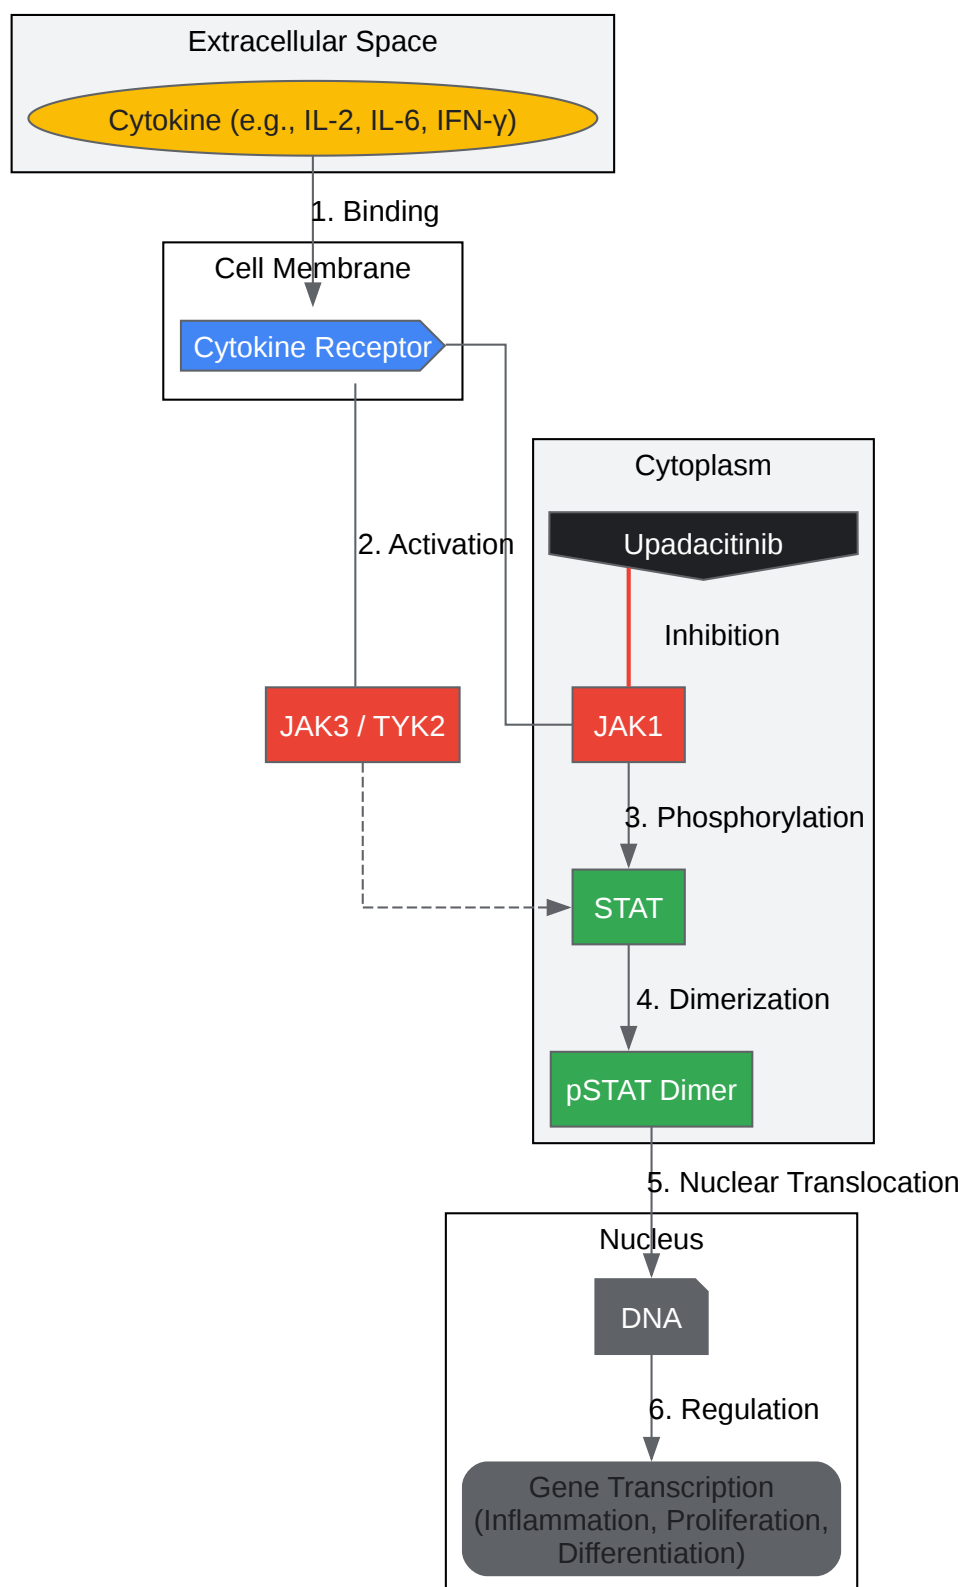 Extracellular Space
Cytokine (e.g., IL-2, IL-6, IFN-γ)
1. Binding
Cell Membrane
Cytokine Receptor
Cytoplasm
Upadacitinib
2. Activation
Inhibition
JAK3 / TYK2
JAK1
3. Phosphorylation
STAT
4. Dimerization
pSTAT Dimer
5. Nuclear Translocation
Nucleus
DNA
6. Regulation
Gene Transcription
(Inflammation, Proliferation,
Differentiation)